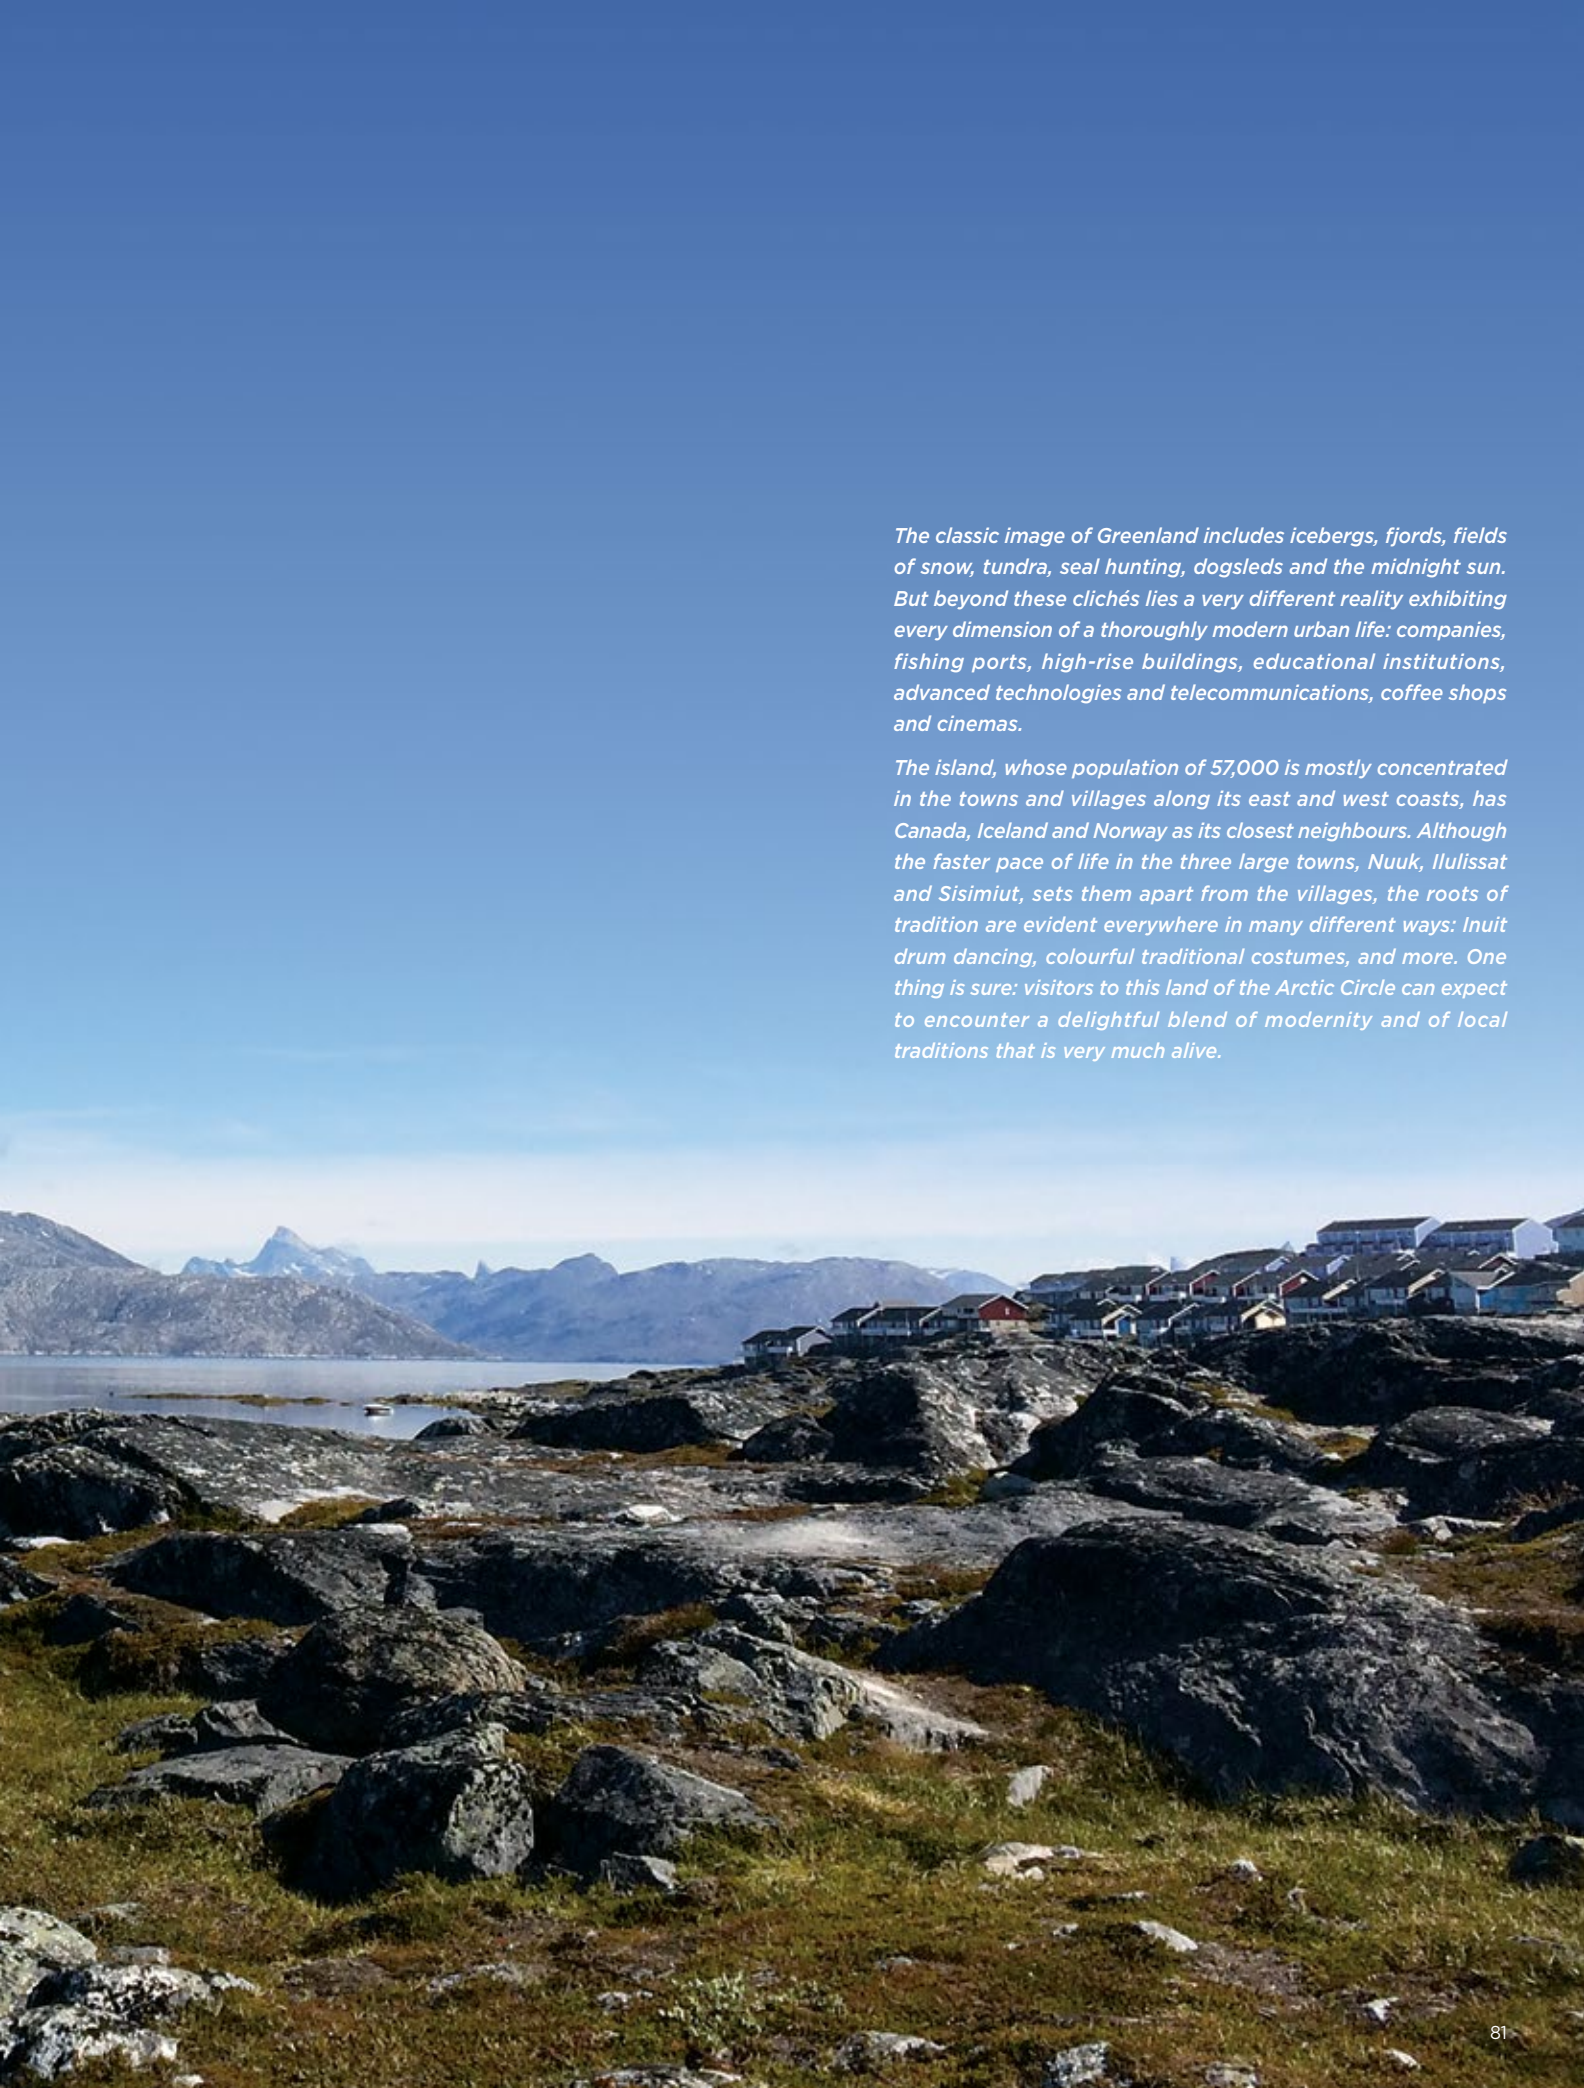 The classic image of Greenland includes icebergs, fjords, fields
of snow, tundra, seal hunting, dogsleds and the midnight sun.
But beyond these clichés lies a very different reality exhibiting
every dimension of a thoroughly modern urban life: companies,
fishing ports, high-rise buildings, educational institutions,
advanced technologies and telecommunications, coffee shops
and cinemas.
The island, whose population of 57,000 is mostly concentrated
in the towns and villages along its east and west coasts, has
Canada, Iceland and Norway as its closest neighbours. Although
the faster pace of life in the three large towns, Nuuk, Ilulissat
and Sisimiut, sets them apart from the villages, the roots of
tradition are evident everywhere in many different ways: Inuit
drum dancing, colourful traditional costumes, and more. One
thing is sure: visitors to this land of the Arctic Circle can expect
to encounter a delightful blend of modernity and of local
traditions that is very much alive.
81